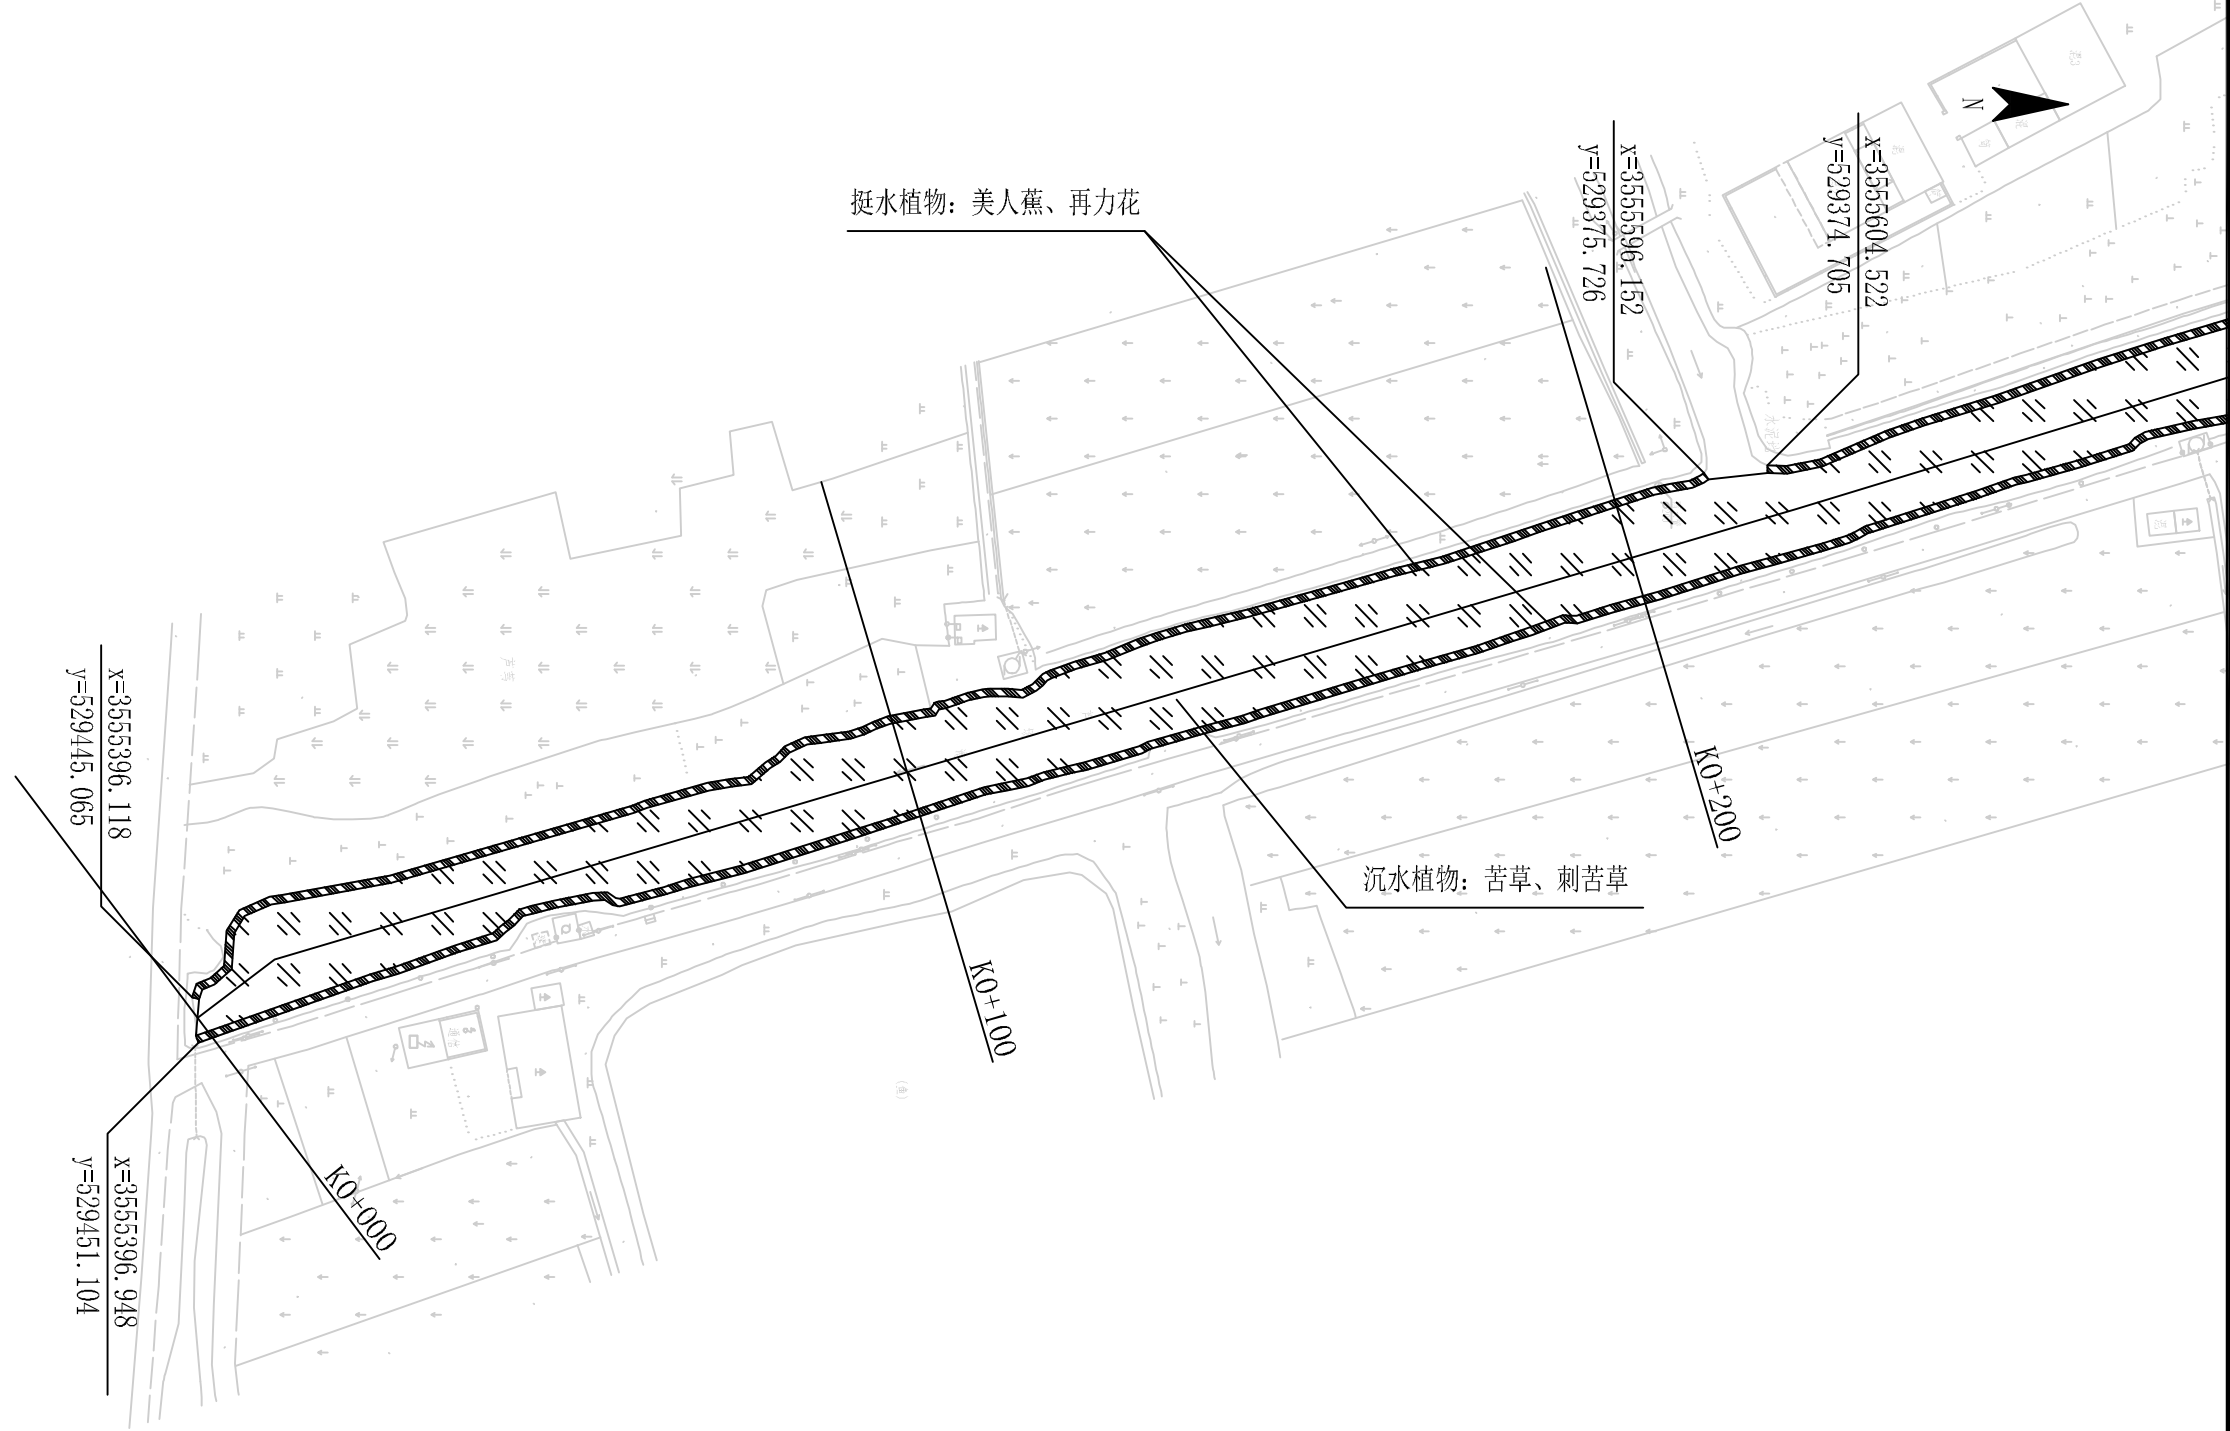 N
x=3555604.522
y=529374.705
x=3555596.152
y=529375.726
挺水植物：美人蕉、再力花
K0+200
沉水植物：苦草、刺苦草
x=3555396.118
y=529445.065
K0+100
K0+000
x=3555396.948
y=529451.104